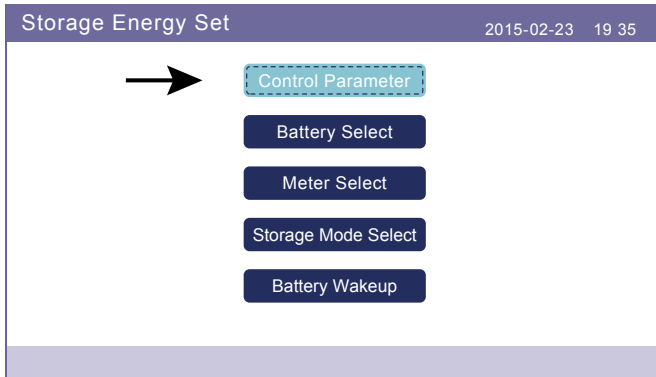 Storage Energy Set
2015-02-23 19 35
Control Parameter
Battery Select
Meter Select
Storage Mode Select
Battery Wakeup